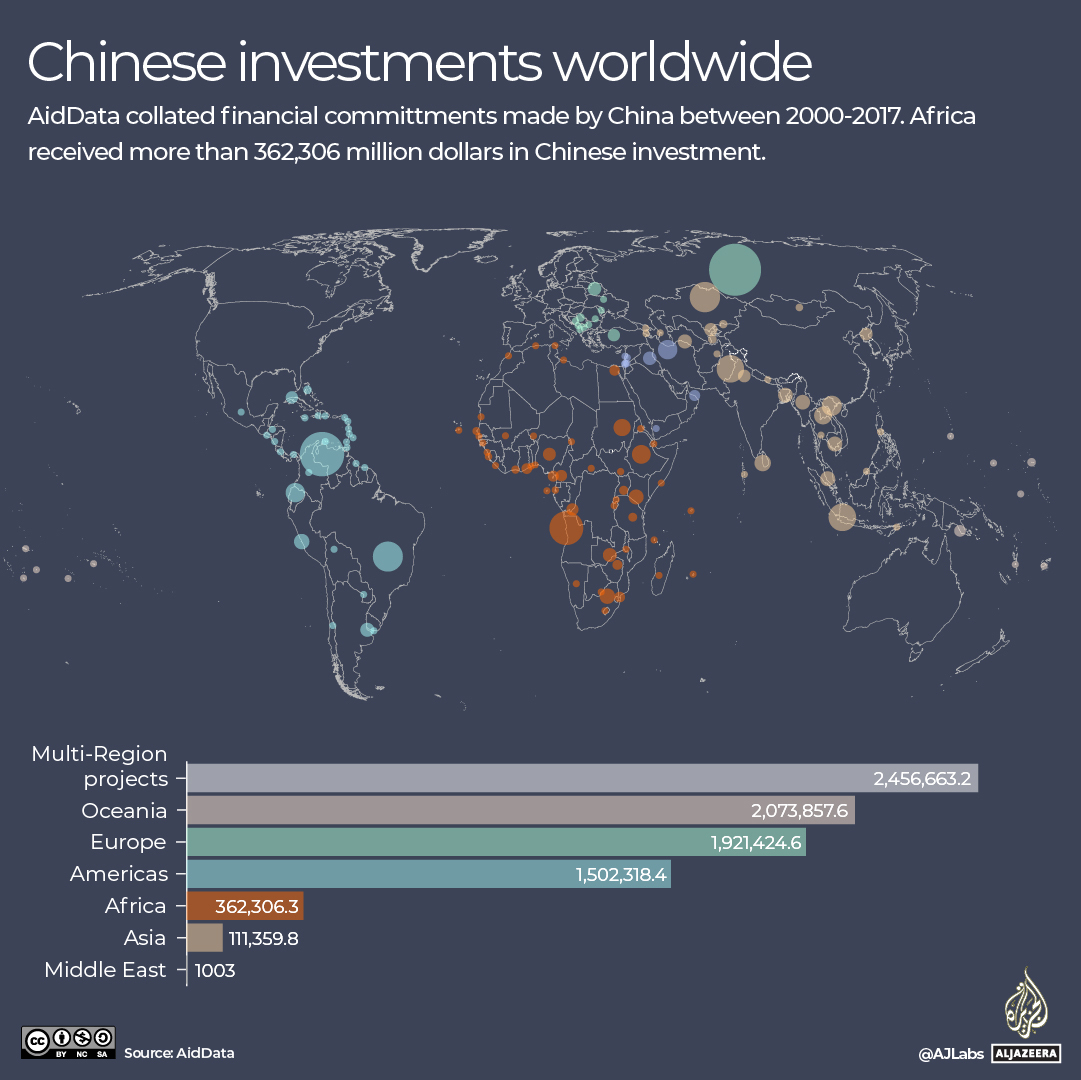 Chinese investments worldwide
AidData collated financial committments made by China between 2000-2017. Africa
received more than 362,306 million dollars in Chinese investment.
Multi-Region
projects
2,456,663.2
Oceania
2,073,857.6
Europe
1,921,424.6
Americas
1,502,318.4
Africa
362,306.3
Asia
111,359.8
Middle East
1003
cc
BY NC SA
Source: AidData
@AJLabs
ALJAZEERA